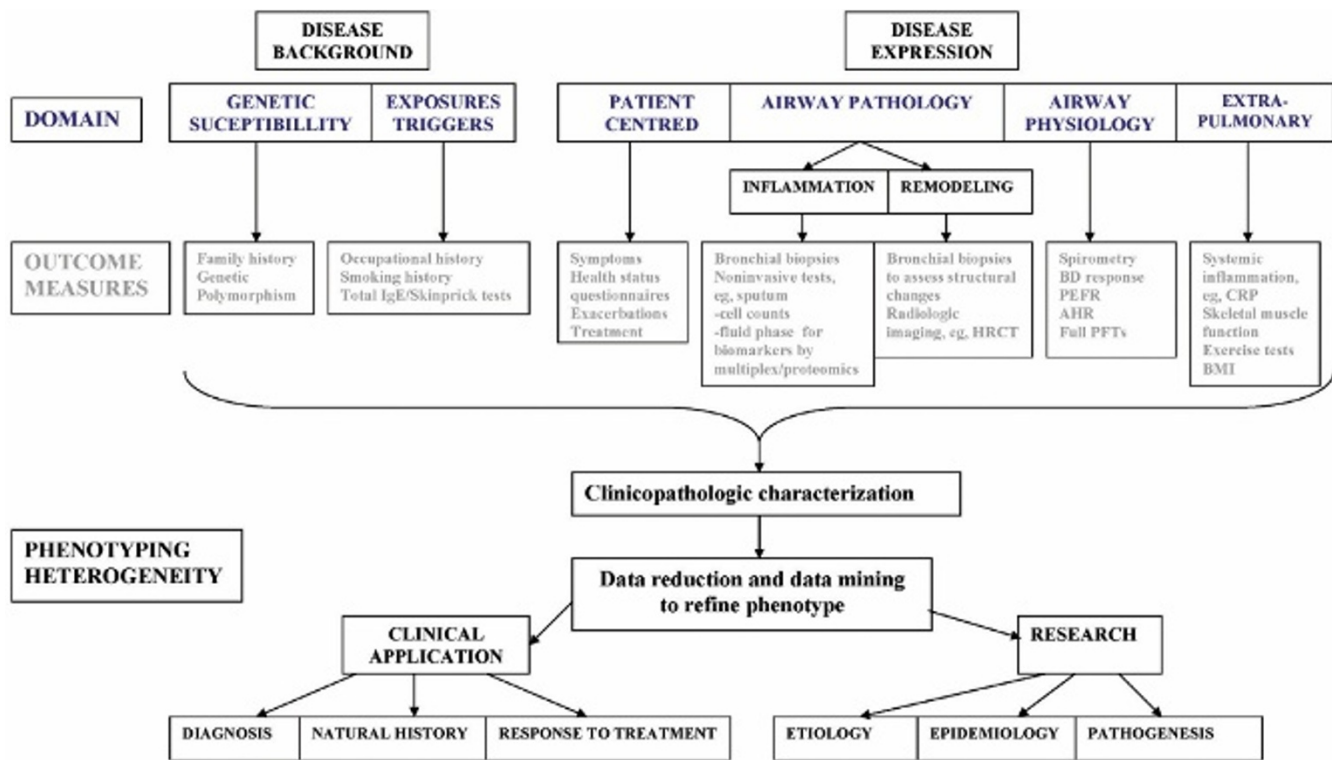 DISEASE
BACKGROUND
DISEASE
EXPRESSION
DOMAIN
GENETIC
SUCEPTIBILLITY
EXPOSURES
TRIGGERS
PATIENT
CENTRED
AIRWAY PATHOLOGY
AIRWAY
PHYSIOLOGY
EXTRA-
PULMONARY
INFLAMMATION
REMODELING
OUTCOME
MEASURES
Family history
Genetic
Polymorphism
Occupational history
Smoking history
Total IgE/Skinprick tests
Symptoms
Health status
questionnaires
Exacerbations
Treatment
Bronchial biopsies
Noninvasive tests,
eg, sputum
-cell counts
-fluid phase for
biomarkers by
multiplex/proteomics
Bronchial biopsies
to assess structural
changes
Radiologic
imaging, eg, HRCT
Spirometry
BD response
PEFR
AHR
Full PFTs
Systemic
inflammation,
eg, CRP
Skeletal muscle
function
Exercise tests
BMI
Clinicopathologic characterization
PHENOTYPING
HETEROGENEITY
Data reduction and data mining
to refine phenotype
CLINICAL
APPLICATION
RESEARCH
DIAGNOSIS
NATURAL HISTORY
RESPONSE TO TREATMENT
ETIOLOGY
EPIDEMIOLOGY
PATHOGENESIS